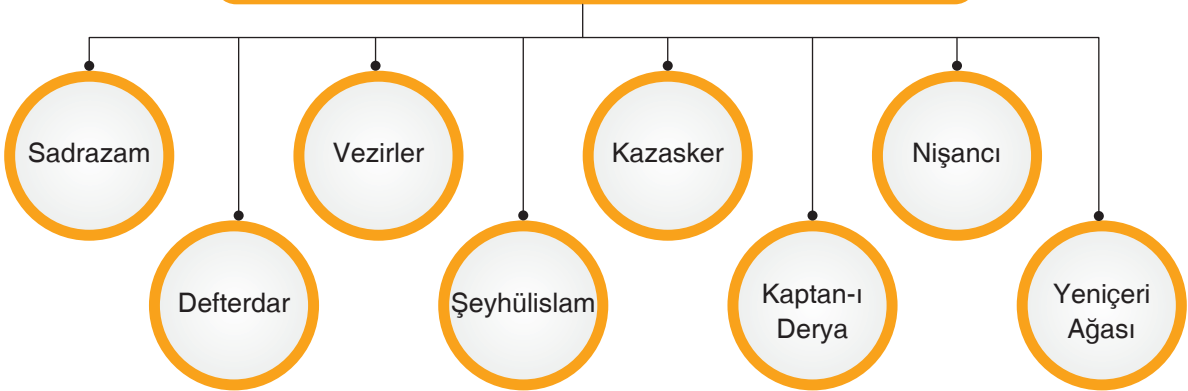 Sadrazam
Vezirler
Kazasker
Nişancı
Defterdar
Şeyhülislam
Kaptan-ı
Derya
Yeniçeri
Ağası